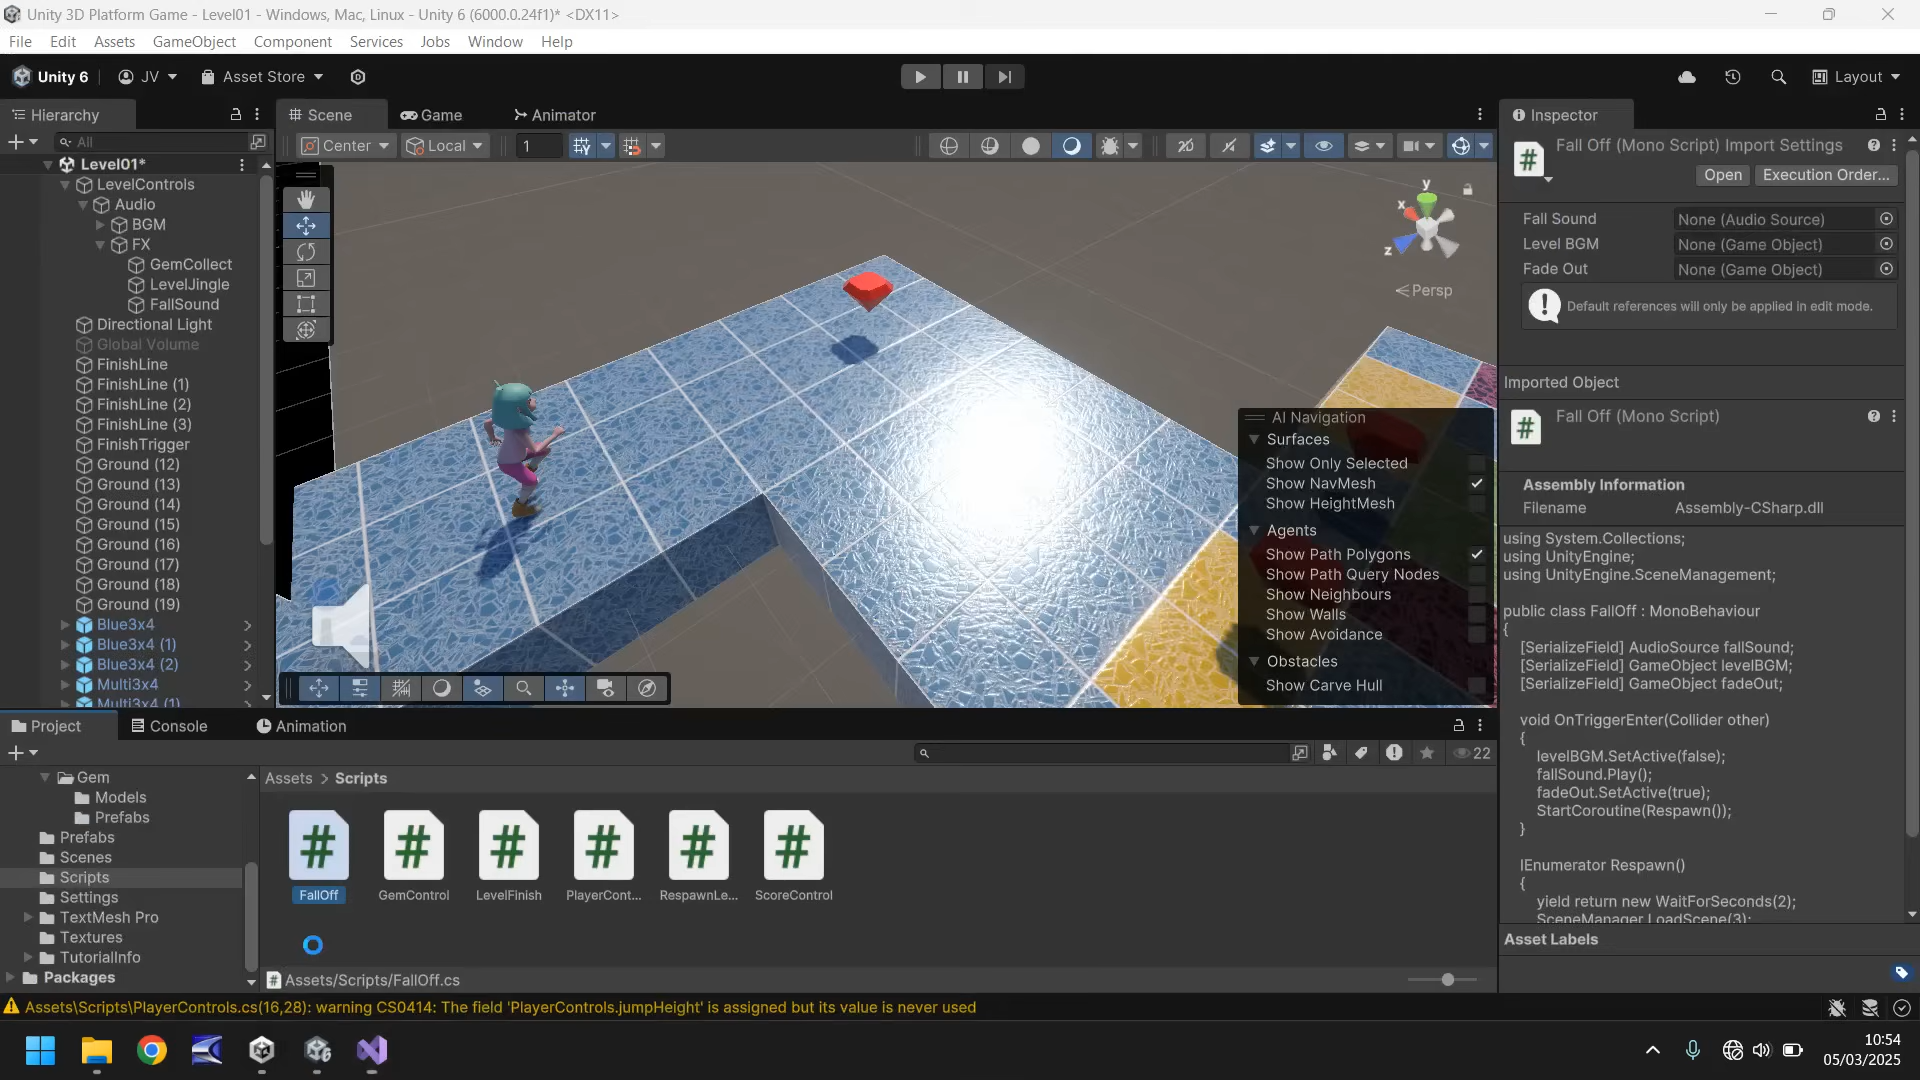 Unity 3D Platform Game - Level01 - Windows, Mac, Linux - Unity 6 (6000.0.24f1)* <DX11>
File Edit Assets GameObject Component Services Jobs Window Help
Unity 6 JV Asset Store Layout
Hierarchy
All
Level01*
LevelControls
Audio
BGM
FX
GemCollect
LevelJingle
FallSound
Directional Light
Global Volume
FinishLine
FinishLine (1)
FinishLine (2)
FinishLine (3)
FinishTrigger
Ground (12)
Ground (13)
Ground (14)
Ground (15)
Ground (16)
Ground (17)
Ground (18)
Ground (19)
Blue3x4
Blue3x4 (1)
Blue3x4 (2)
Multi3x4
Multi3x4 (1)
Scene Game Animator
Center Local 1 2D
y
x
z
Persp
AI Navigation
Surfaces
Show Only Selected
Show NavMesh
Show HeightMesh
Agents
Show Path Polygons
Show Path Query Nodes
Show Neighbours
Show Walls
Show Avoidance
Obstacles
Show Carve Hull
Inspector
Fall Off (Mono Script) Import Settings
Open Execution Order...
Fall Sound None (Audio Source)
Level BGM None (Game Object)
Fade Out None (Game Object)
Default references will only be applied in edit mode.
Imported Object
Fall Off (Mono Script)
Assembly Information
Filename Assembly-CSharp.dll
using System.Collections;
using UnityEngine;
using UnityEngine.SceneManagement;
public class FallOff : MonoBehaviour
{
[SerializeField] AudioSource fallSound;
[SerializeField] GameObject levelBGM;
[SerializeField] GameObject fadeOut;
void OnTriggerEnter(Collider other)
{
levelBGM.SetActive(false);
fallSound.Play();
fadeOut.SetActive(true);
StartCoroutine(Respawn());
}
IEnumerator Respawn()
{
yield return new WaitForSeconds(2);
SceneManager.LoadScene(3);
Asset Labels
Project Console Animation
22
Gem
Models
Prefabs
Prefabs
Scenes
Scripts
Settings
TextMesh Pro
Textures
TutorialInfo
Packages
Assets > Scripts
# # # # # #
FallOff GemControl LevelFinish PlayerCont... RespawnLe... ScoreControl
Assets/Scripts/FallOff.cs
Assets\Scripts\PlayerControls.cs(16,28): warning CS0414: The field 'PlayerControls.jumpHeight' is assigned but its value is never used
10:54
05/03/2025